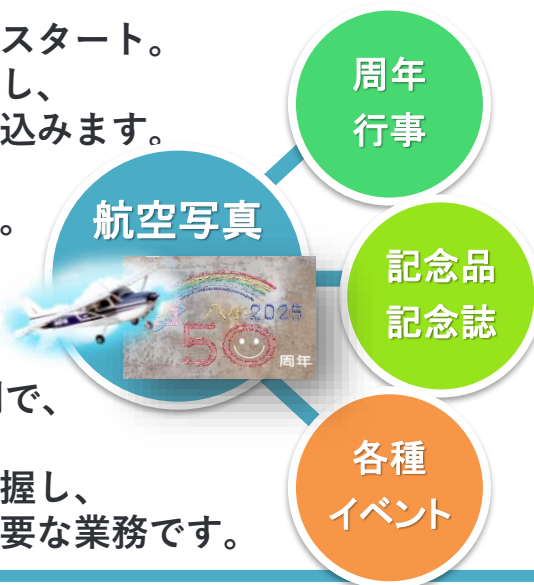 スタート。
し、
込みます。
。
で、
握し、
要な業務です。
航空写真
2025
50
周年
周年
行事
記念品
記念誌
各種
イベント